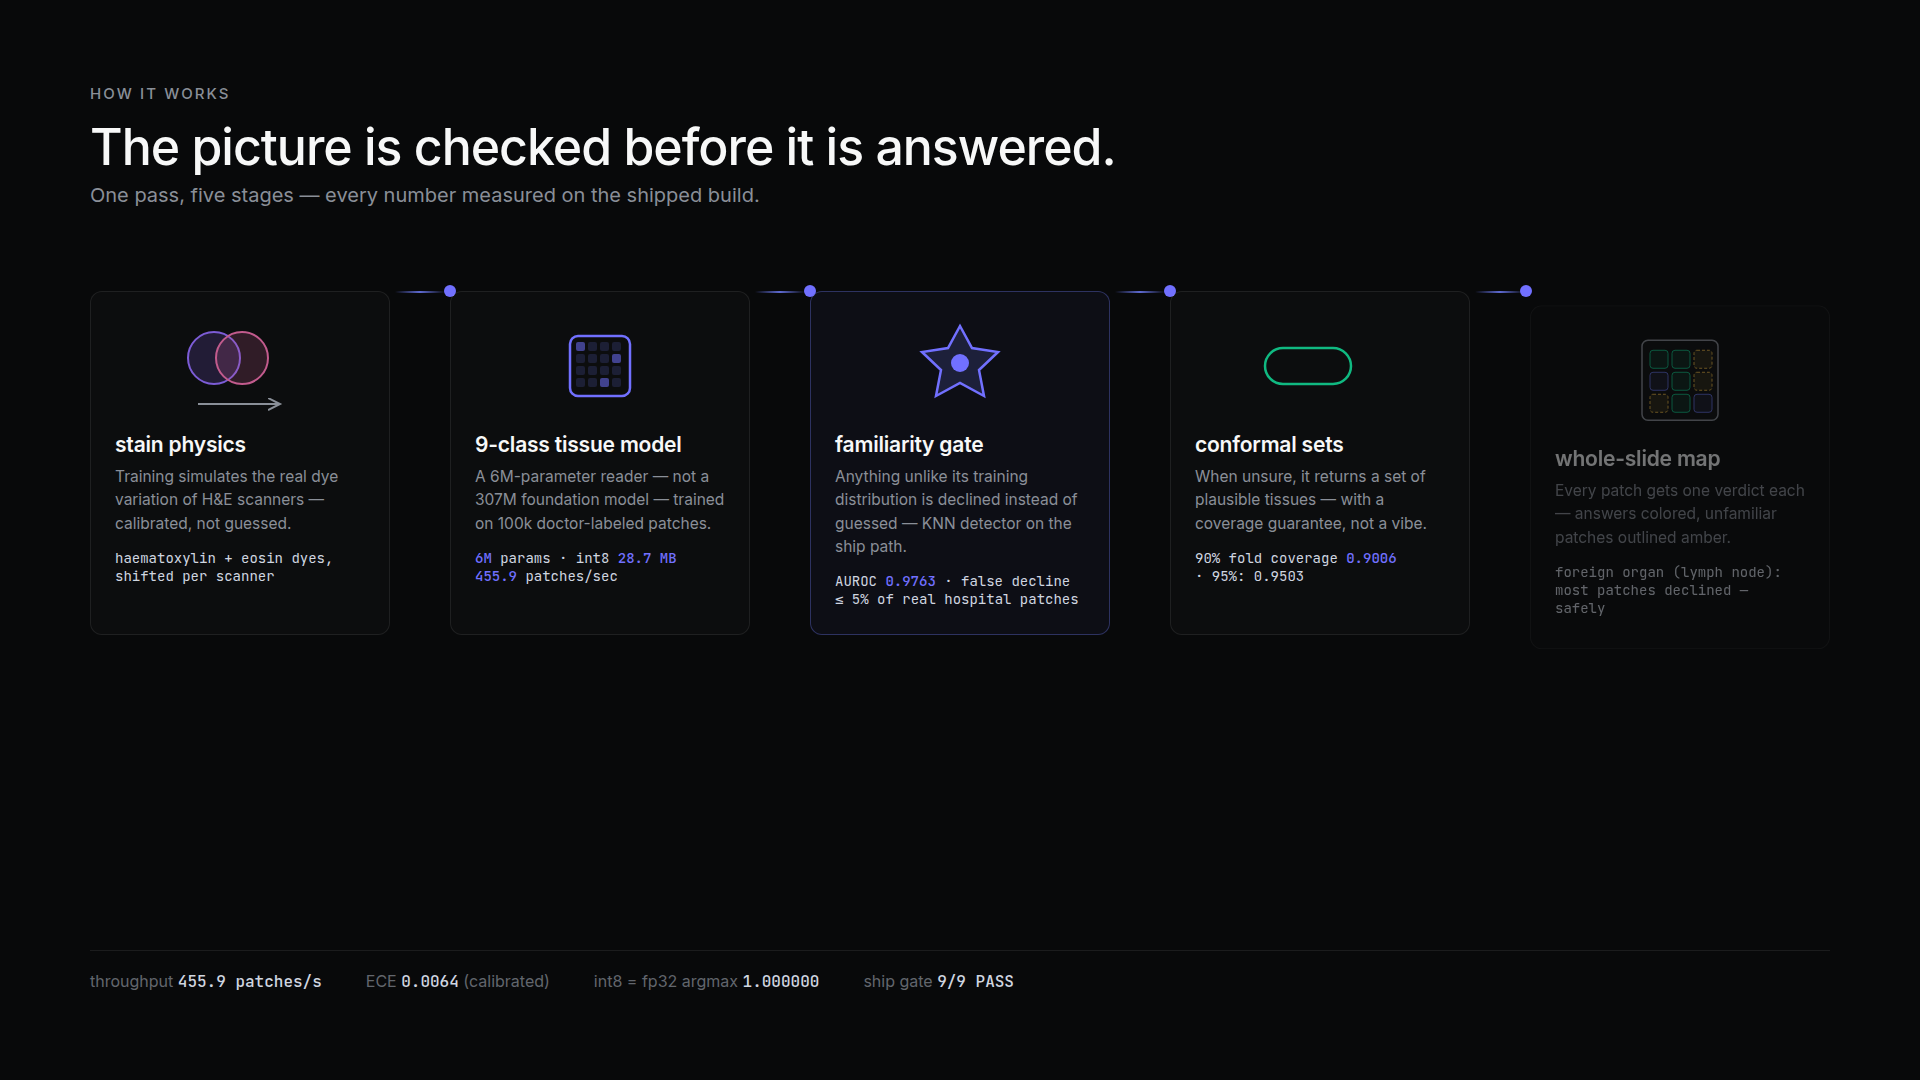 HOW IT WORKS
The picture is checked before it is answered.
One pass, five stages — every number measured on the shipped build.
stain physics
Training simulates the real dye
variation of H&E scanners —
calibrated, not guessed.
haematoxylin + eosin dyes,
shifted per scanner
9-class tissue model
A 6M-parameter reader — not a
307M foundation model — trained
on 100k doctor-labeled patches.
6M params · int8 28.7 MB
455.9 patches/sec
familiarity gate
Anything unlike its training
distribution is declined instead of
guessed — KNN detector on the
ship path.
AUROC 0.9763 · false decline
≤ 5% of real hospital patches
conformal sets
When unsure, it returns a set of
plausible tissues — with a
coverage guarantee, not a vibe.
90% fold coverage 0.9006
· 95%: 0.9503
whole-slide map
Every patch gets one verdict each
— answers colored, unfamiliar
patches outlined amber.
foreign organ (lymph node):
most patches declined —
safely
throughput 455.9 patches/s ECE 0.0064 (calibrated) int8 = fp32 argmax 1.000000 ship gate 9/9 PASS